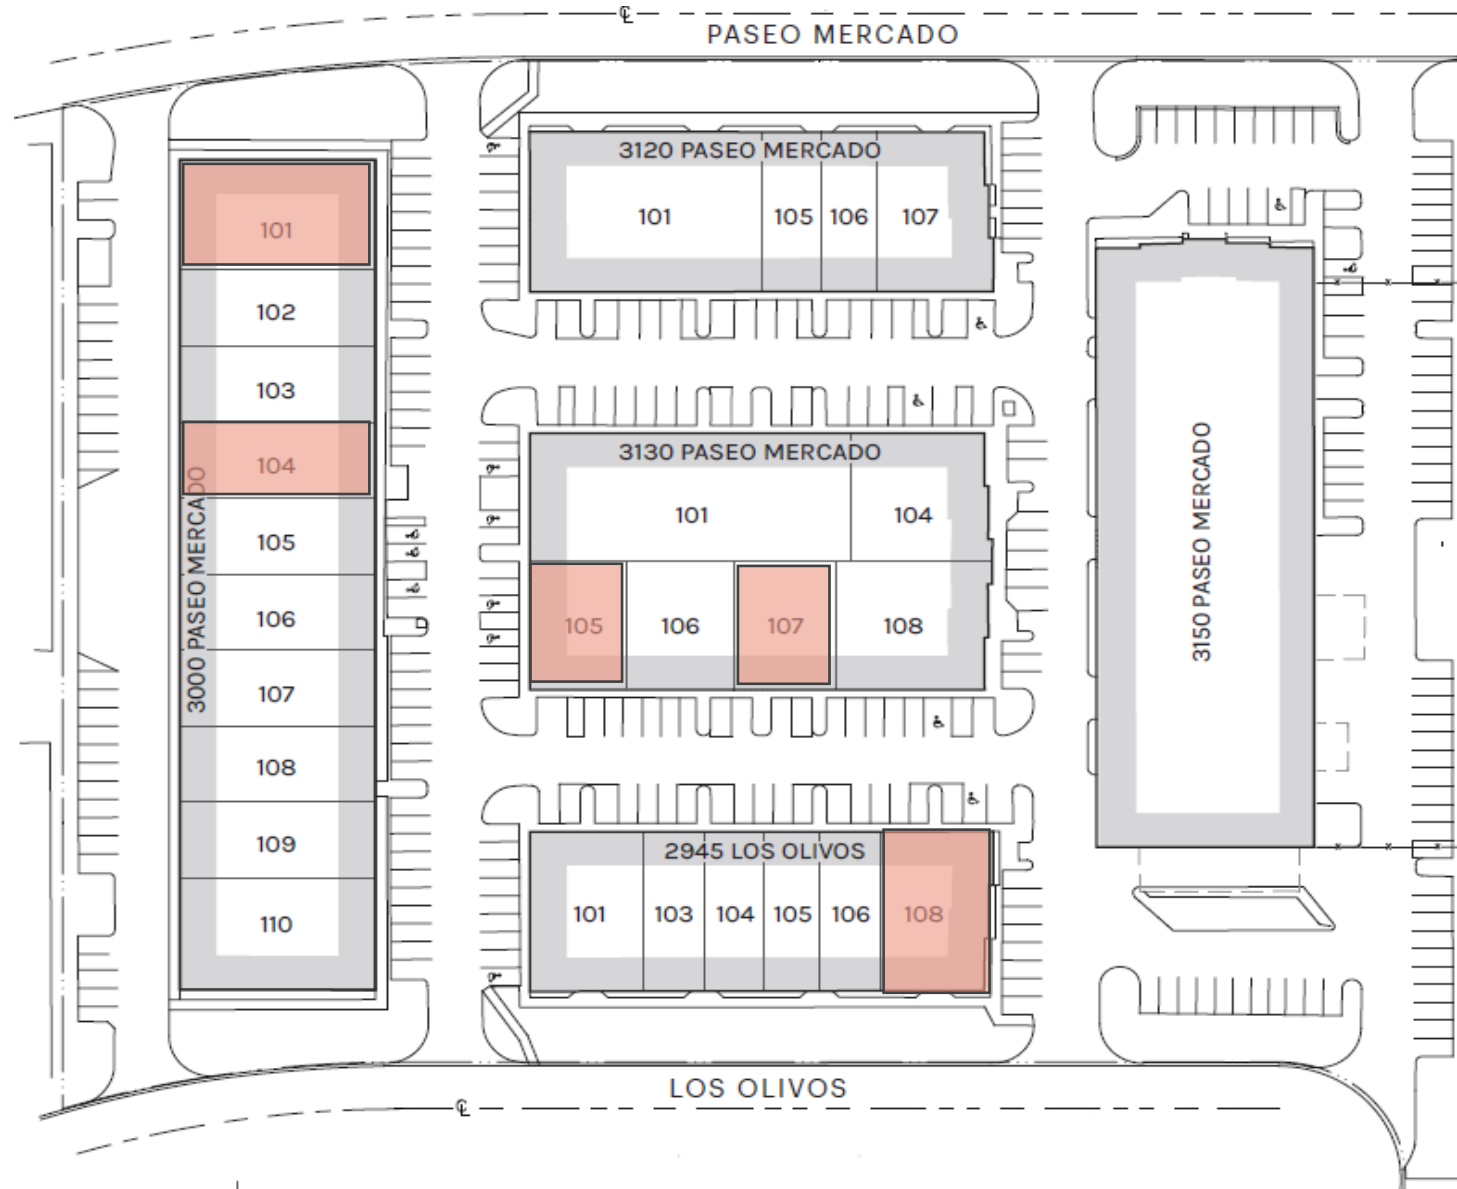 PASEO MERCADO
3000 PASEO MERCADO
101
102
103
104
105
106
107
108
109
110
3120 PASEO MERCADO
101 105 106 107
3130 PASEO MERCADO
101 104
105 106 107 108
2945 LOS OLIVOS
101 103 104 105 106 108
3150 PASEO MERCADO
LOS OLIVOS